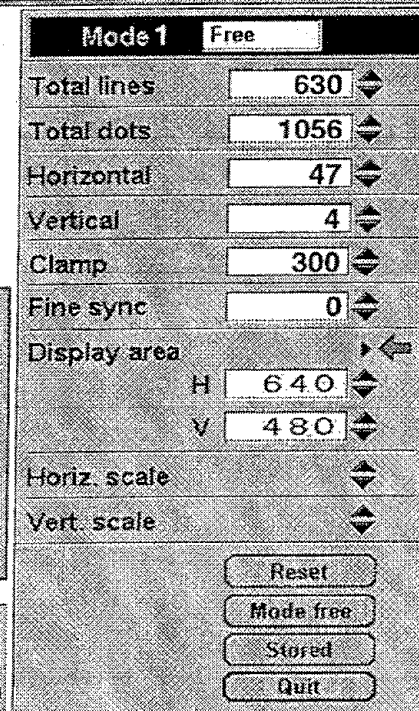 Mode 1 Free
Total lines 630
Total dots 1056
Horizontal 47
Vertical 4
Clamp 300
Fine sync 0
Display area
H 640
V 480
Horiz. scale
Vert. scale
Reset
Mode free
Stored
Quit